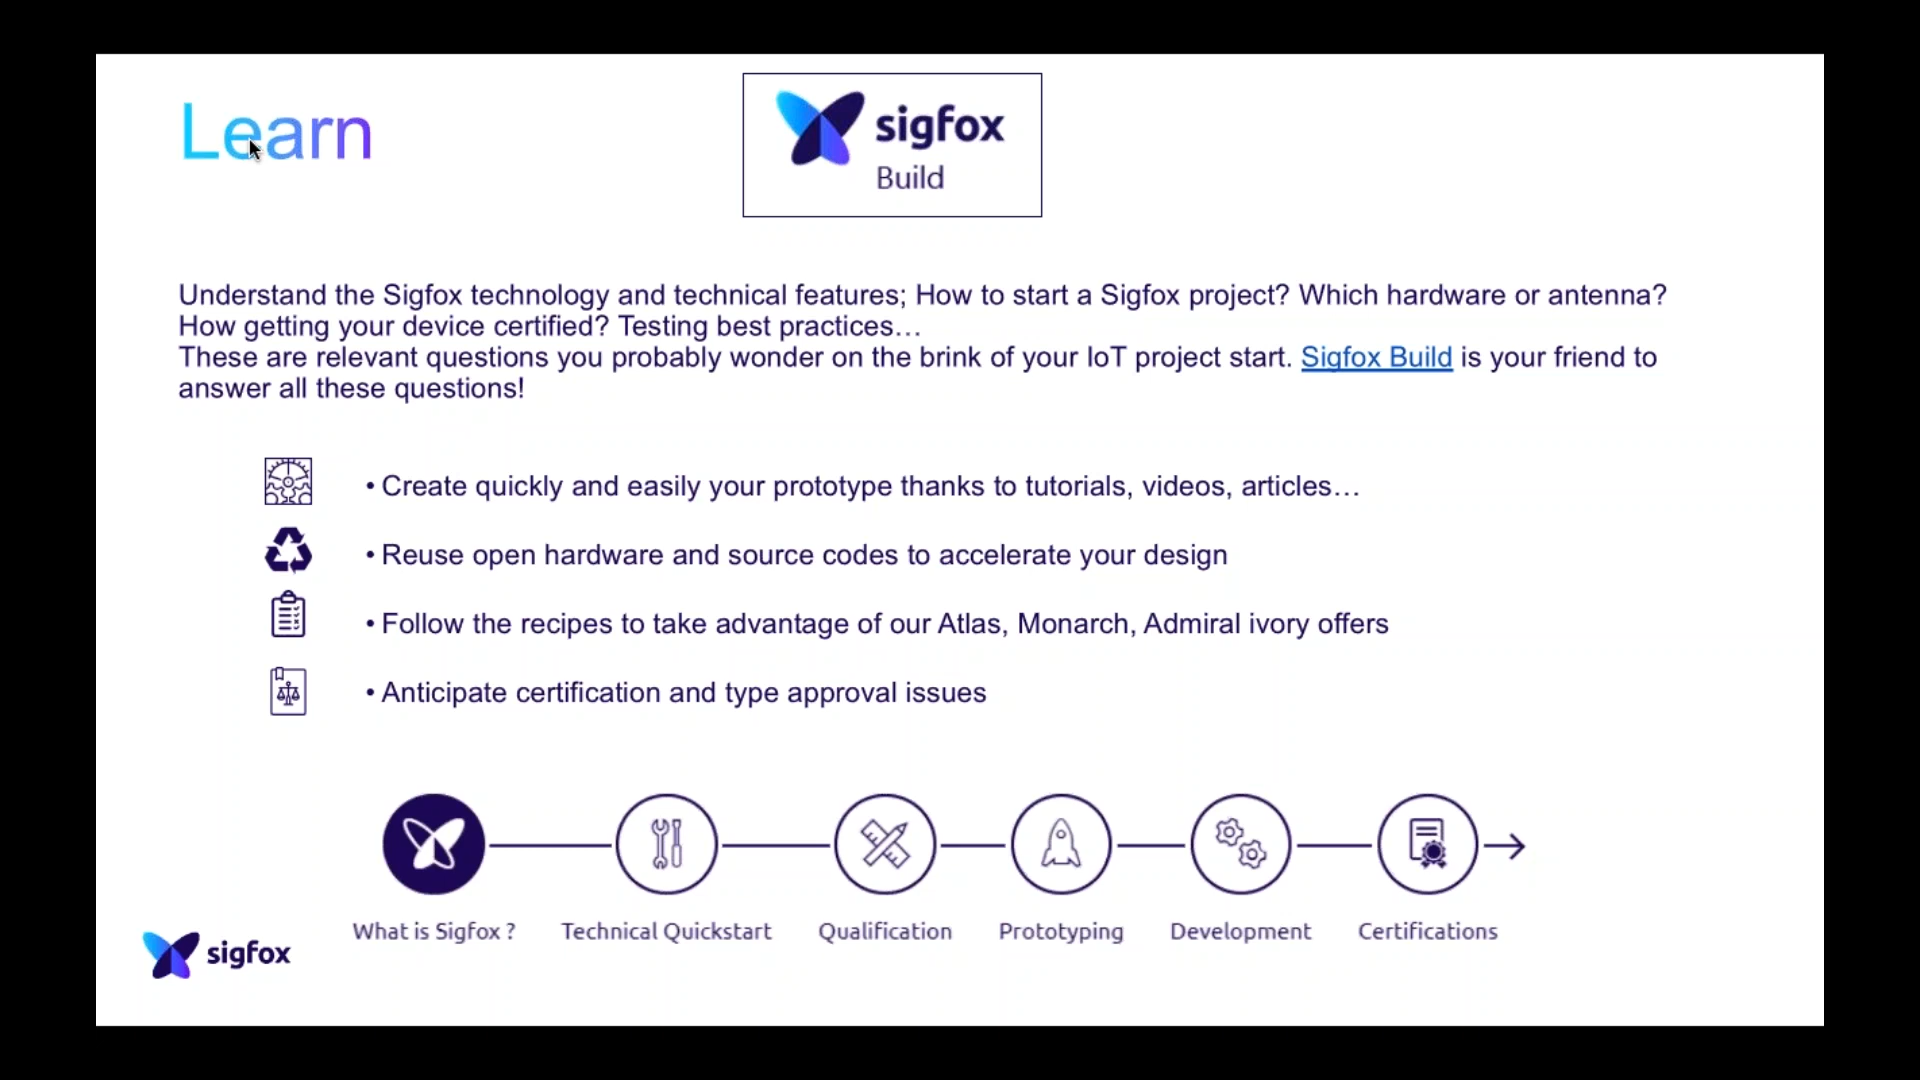 Learn
sigfox
Build
Understand the Sigfox technology and technical features; How to start a Sigfox project? Which hardware or antenna?
How getting your device certified? Testing best practices…
These are relevant questions you probably wonder on the brink of your IoT project start. Sigfox Build is your friend to
answer all these questions!
• Create quickly and easily your prototype thanks to tutorials, videos, articles…
• Reuse open hardware and source codes to accelerate your design
• Follow the recipes to take advantage of our Atlas, Monarch, Admiral ivory offers
• Anticipate certification and type approval issues
What is Sigfox ?
Technical Quickstart
Qualification
Prototyping
Development
Certifications
sigfox